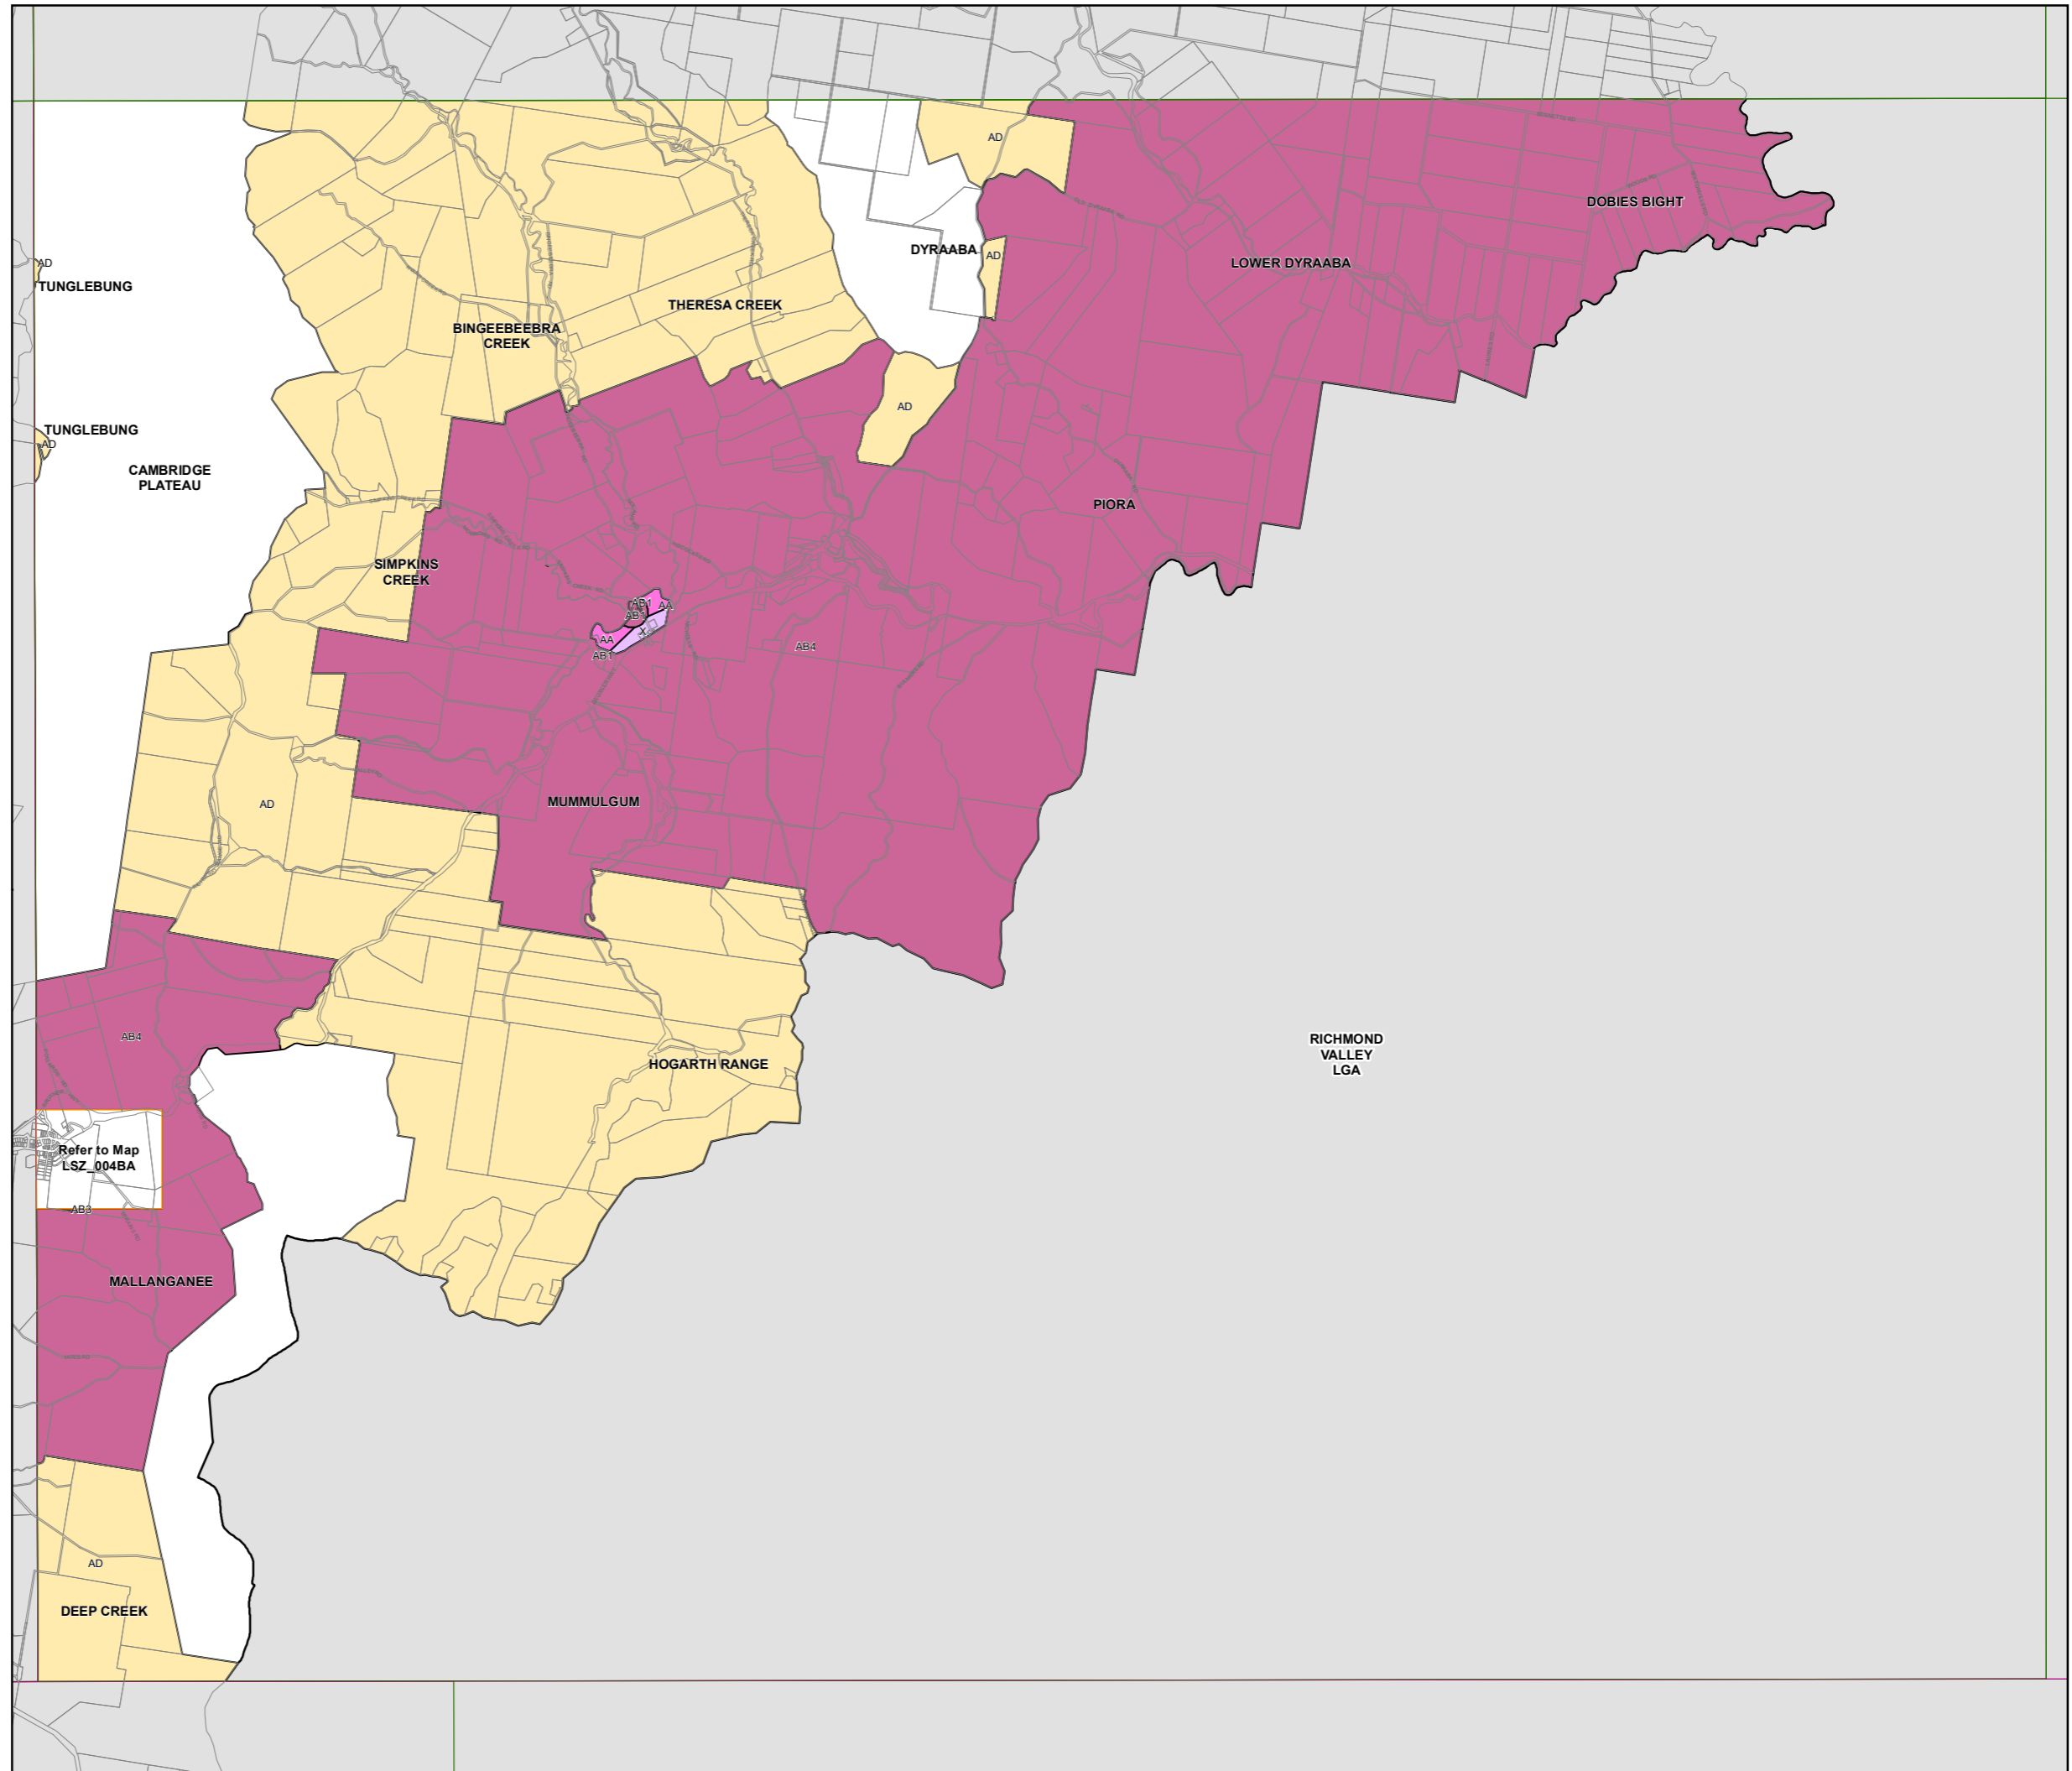 AD
DOBIES BIGHT
DYRAABA
AD
LOWER DYRAABA
AD
TUNGLEBUNG
THERESA CREEK
BINGEEBEEBRA
CREEK
AD
TUNGLEBUNG
AD
CAMBRIDGE
PLATEAU
PIORA
SIMPKINS
CREEK
AB1
AA
AB1
AA
AB1
AB4
MUMMULGUM
AD
AB4
HOGARTH RANGE
RICHMOND
VALLEY
LGA
Refer to Map
LSZ_004BA
AB3
MALLANGANEE
AD
DEEP CREEK